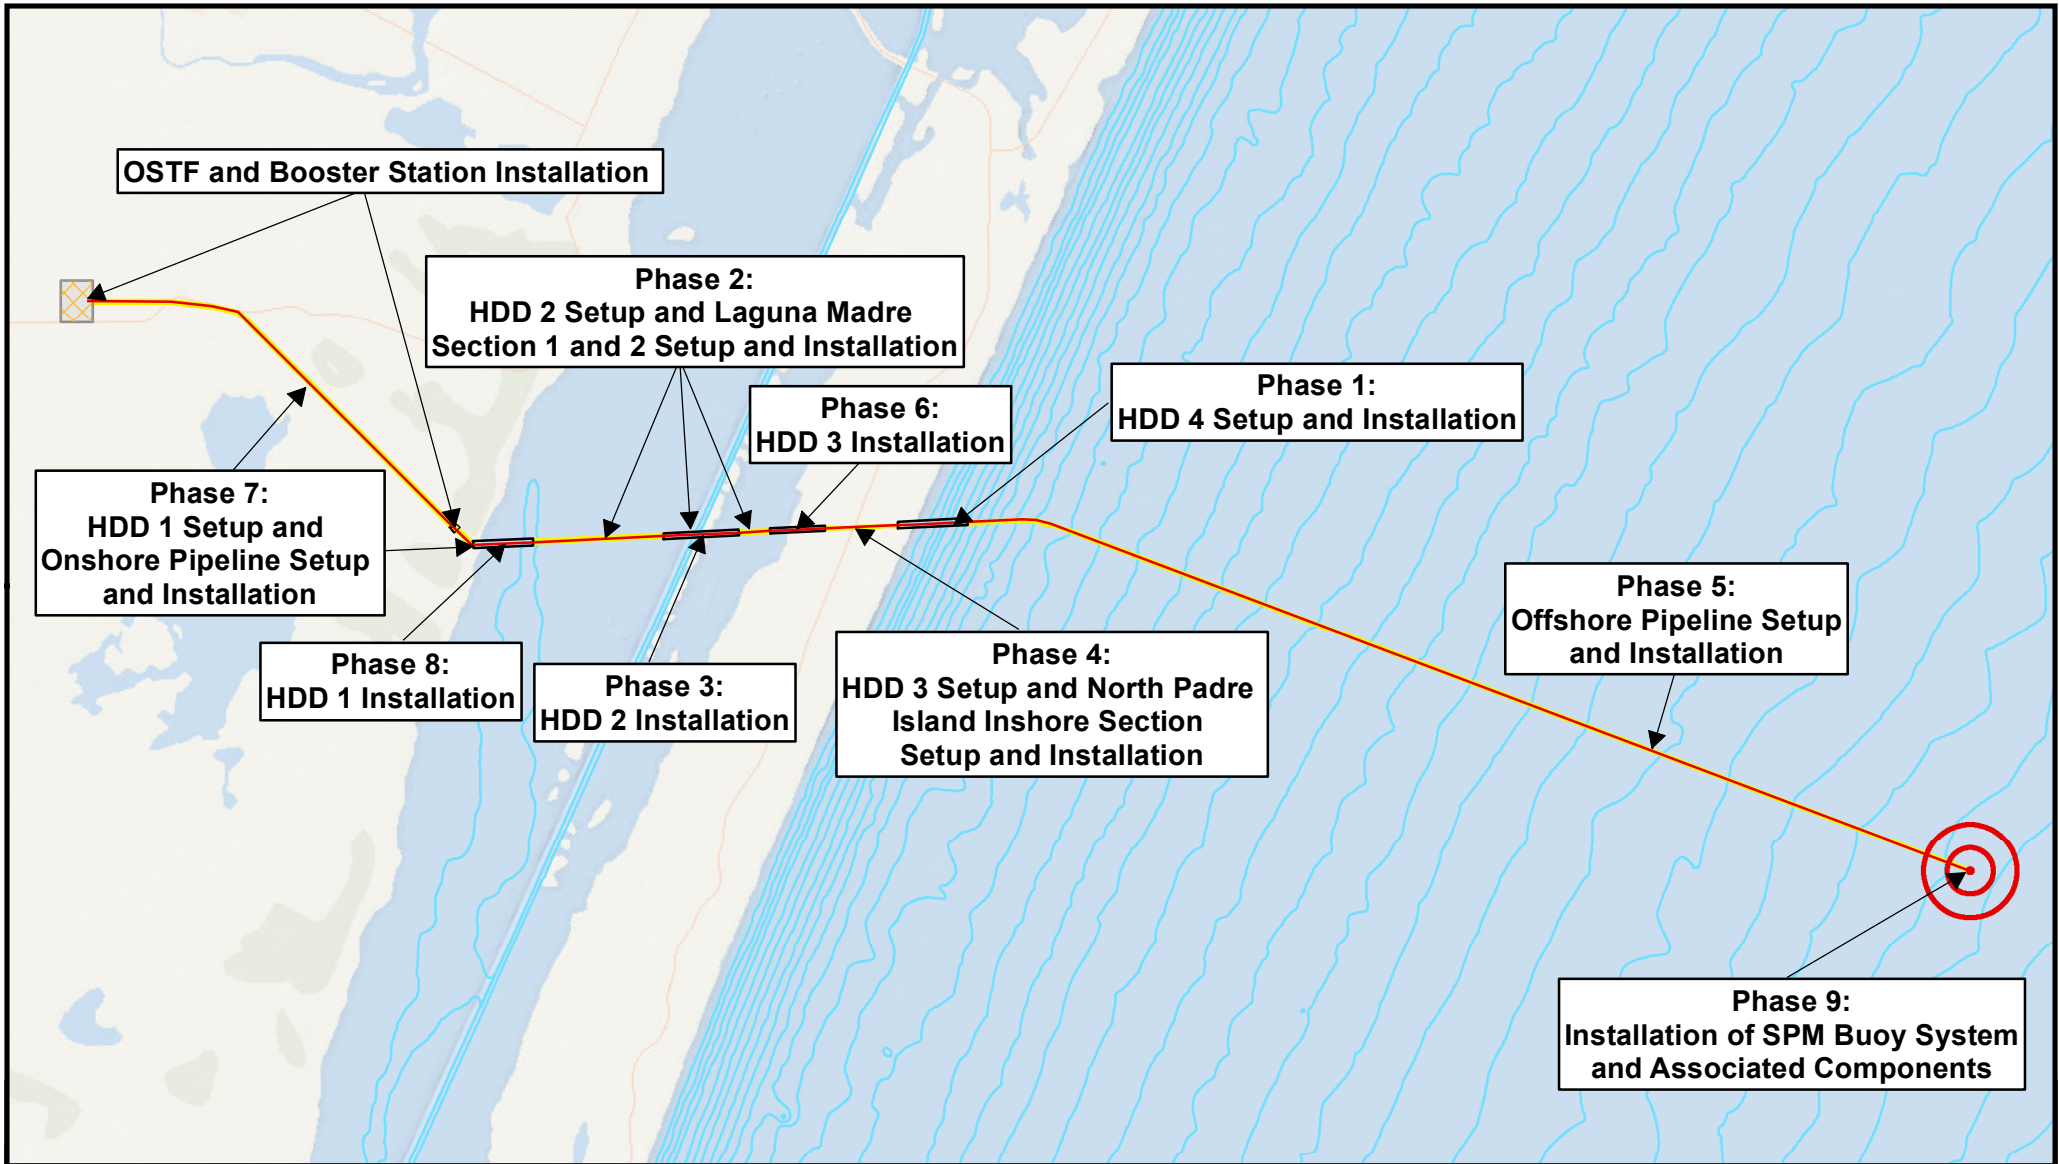 OSTF and Booster Station Installation
Phase 2:
HDD 2 Setup and Laguna Madre
Section 1 and 2 Setup and Installation
Phase 6:
HDD 3 Installation
Phase 1:
HDD 4 Setup and Installation
Phase 7:
HDD 1 Setup and
Onshore Pipeline Setup
and Installation
Phase 8:
HDD 1 Installation
Phase 3:
HDD 2 Installation
Phase 4:
HDD 3 Setup and North Padre
Island Inshore Section
Setup and Installation
Phase 5:
Offshore Pipeline Setup
and Installation
Phase 9:
Installation of SPM Buoy System
and Associated Components